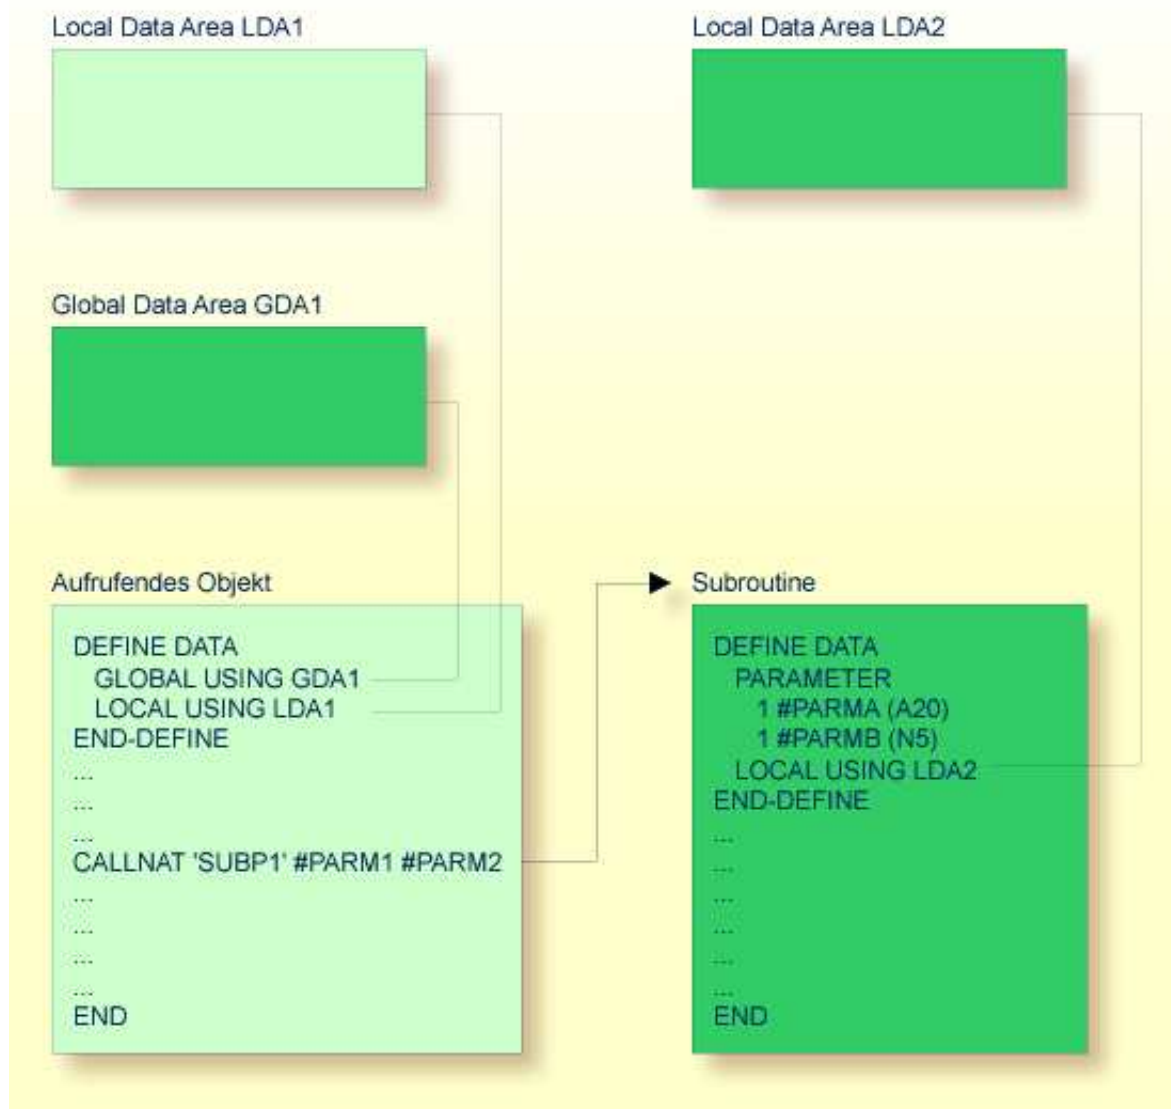 Local Data Area LDA1
Local Data Area LDA2
Global Data Area GDA1
Aufrufendes Objekt
DEFINE DATA
GLOBAL USING GDA1
LOCAL USING LDA1
END-DEFINE
...
...
...
CALLNAT 'SUBP1' #PARM1 #PARM2
...
...
...
...
END
Subroutine
DEFINE DATA
PARAMETER
1 #PARMA (A20)
1 #PARMB (N5)
LOCAL USING LDA2
END-DEFINE
...
...
...
...
...
...
END